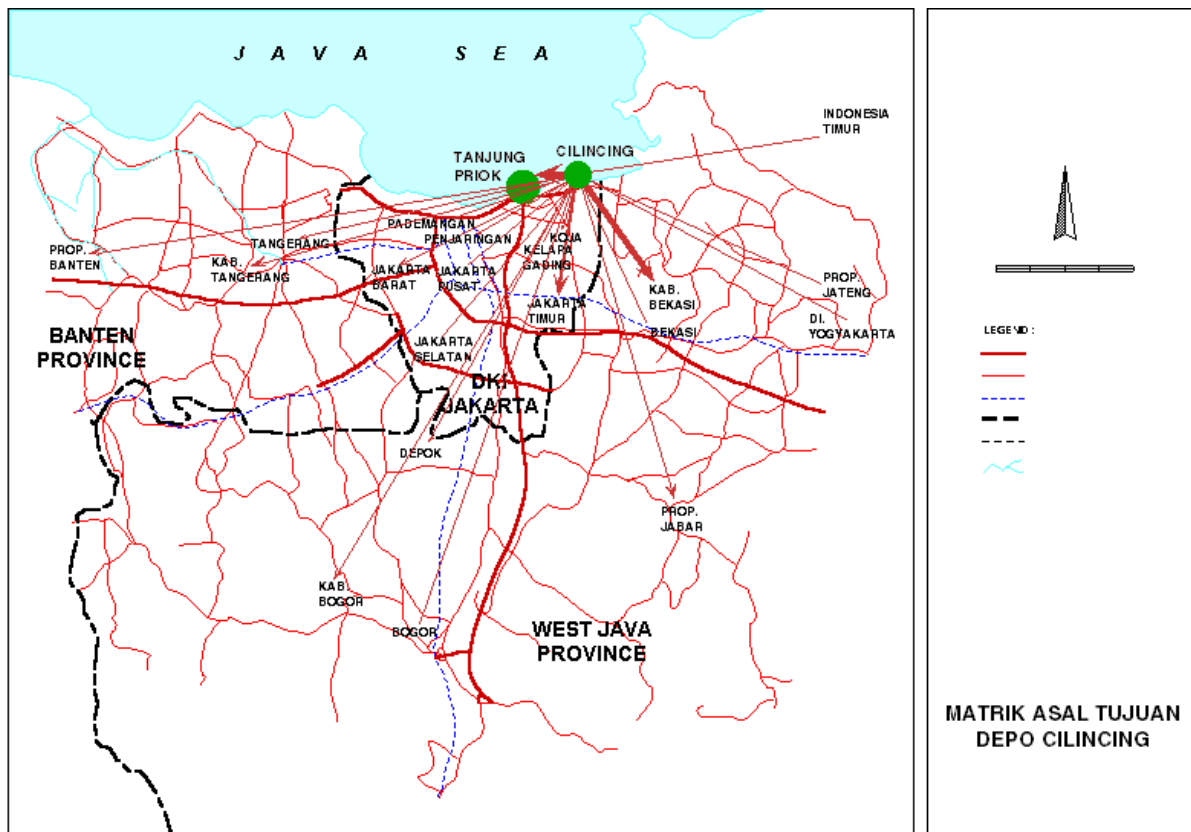 J A V A S E A
INDONESIA
TIMUR
TANJUNG
PRIOK
CILINCING
PADEMANGAN
PENJARINGAN
KOJA
KELAPA
GADING
PROP.
BANTEN
TANGERANG
KAB.
TANGERANG
JAKARTA
BARAT
JAKARTA
PUSAT
KAB.
BEKASI
PROP.
JATENG
JAKARTA
TIMUR
BEKASI
DI.
YOGYAKARTA
BANTEN
PROVINCE
JAKARTA
SELATAN
DKI
JAKARTA
DEPOK
PROP.
JABAR
KAB.
BOGOR
BOGOR
WEST JAVA
PROVINCE
LEGEND :
MATRIK ASAL TUJUAN
DEPO CILINCING